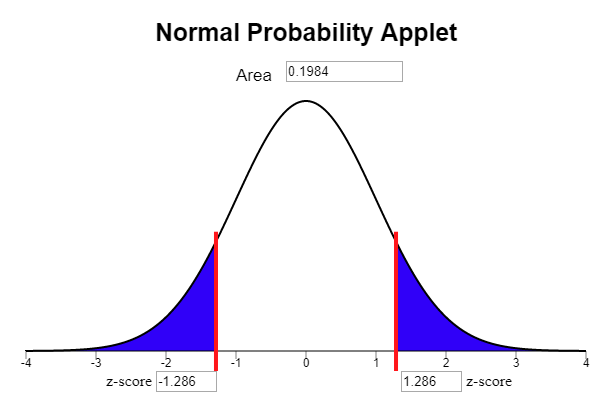 Normal Probability Applet
Area 0.1984
-4 -3 -2 -1 0 1 2 3 4
z-score -1.286 1.286 z-score